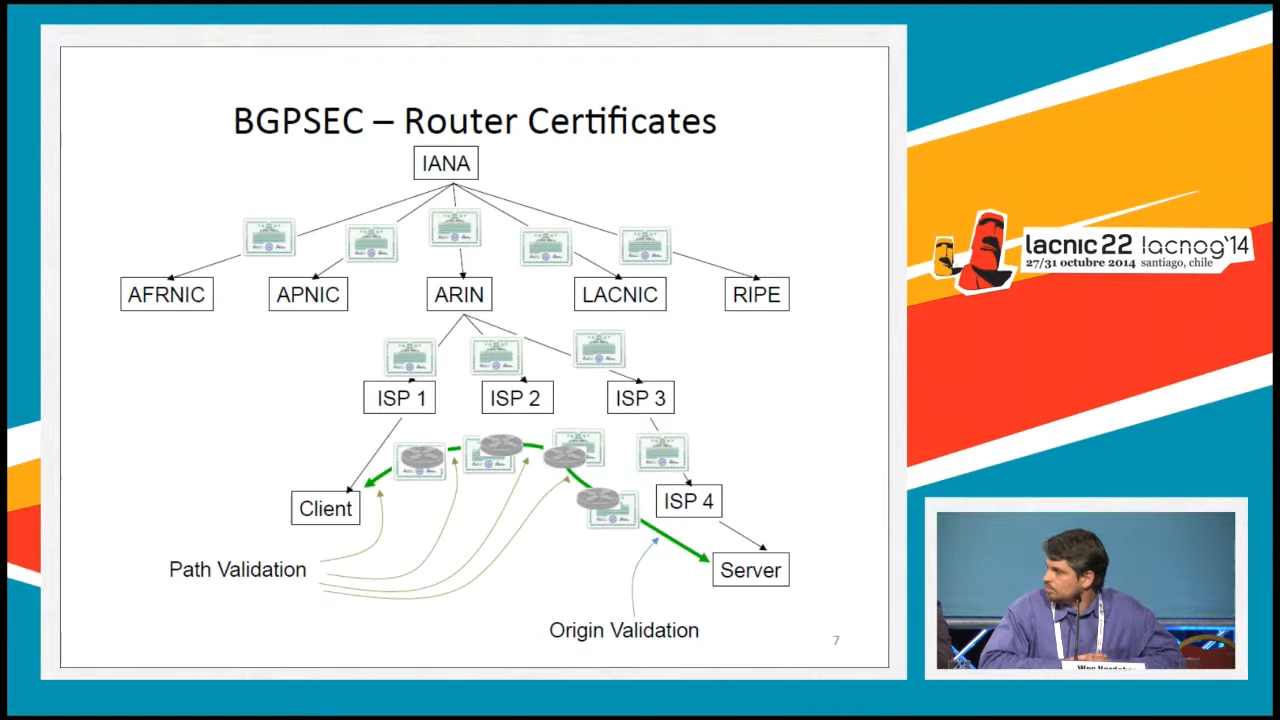 BGPSEC – Router Certificates
IANA
AFRNIC
APNIC
ARIN
LACNIC
RIPE
ISP 1
ISP 2
ISP 3
ISP 4
Client
Server
Path Validation
Origin Validation
7
lacnic 22 lacnog'14
27/31 octubre 2014 santiago, chile